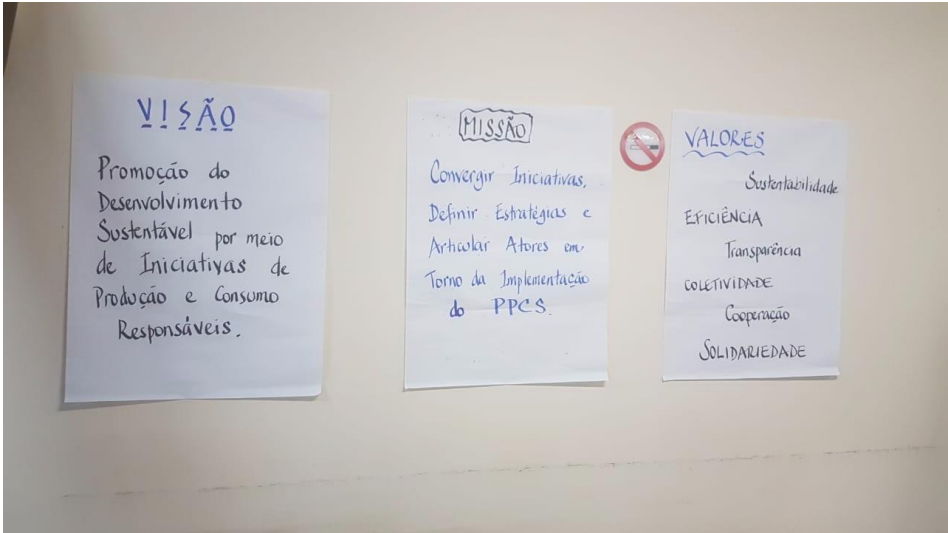 VISÃO
Promoção do
Desenvolvimento
Sustentável por meio
de Iniciativas de
Produção e Consumo
Responsáveis.
MISSÃO
Convergir Iniciativas,
Definir Estratégias e
Articular Atores em
Torno da Implementação
do PPCS.
VALORES
Sustentabilidade
EFICIÊNCIA
Transparência
COLETIVIDADE
Cooperação
SOLIDARIEDADE